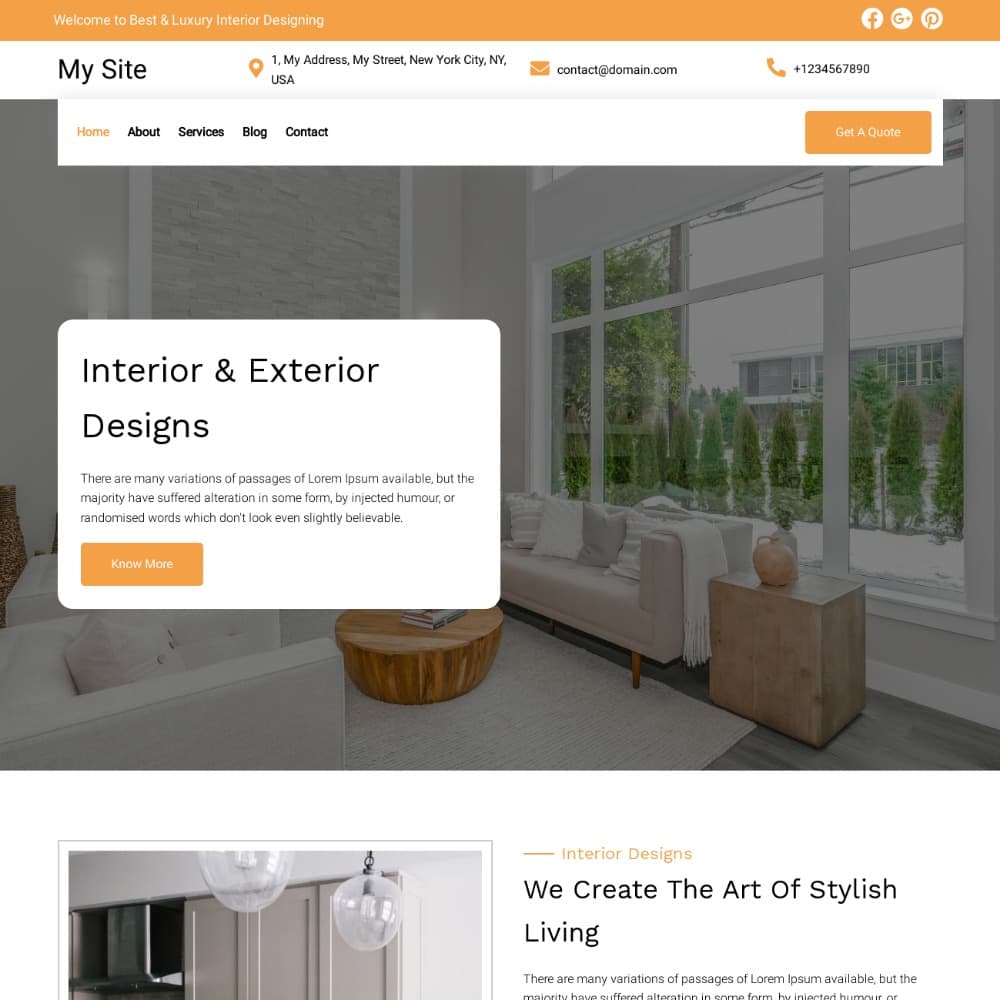 Welcome to Best & Luxury Interior Designing
My Site
1, My Address, My Street, New York City, NY,
USA
contact@domain.com
+1234567890
Home About Services Blog Contact
Get A Quote
Interior & Exterior
Designs
There are many variations of passages of Lorem Ipsum available, but the
majority have suffered alteration in some form, by injected humour, or
randomised words which don't look even slightly believable.
Know More
Interior Designs
We Create The Art Of Stylish
Living
There are many variations of passages of Lorem Ipsum available, but the
majority have suffered alteration in some form, by injected humour, or